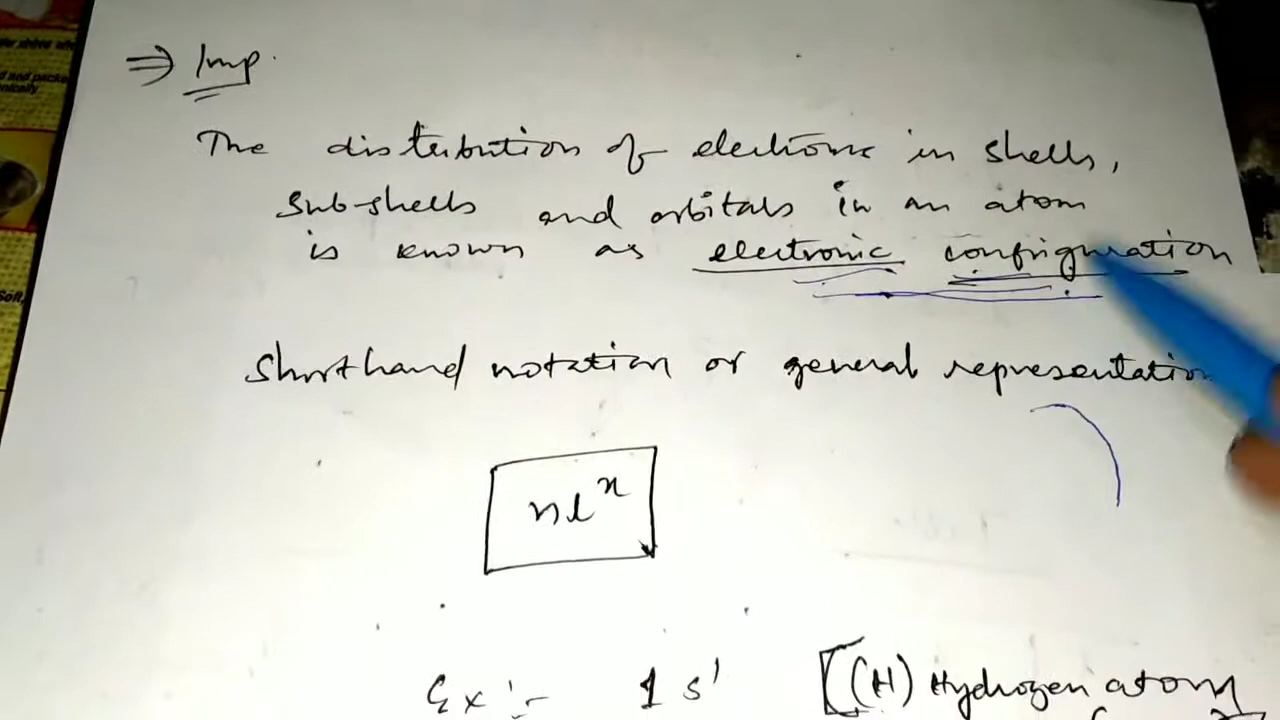 ⇒ Imp.
The distribution of electrons in shells,
Sub-shells and orbitals in an atom
is known as electronic configuration
Shorthand notation or general representation
nl^x
Ex:- 1s¹ [(H) Hydrogen atom